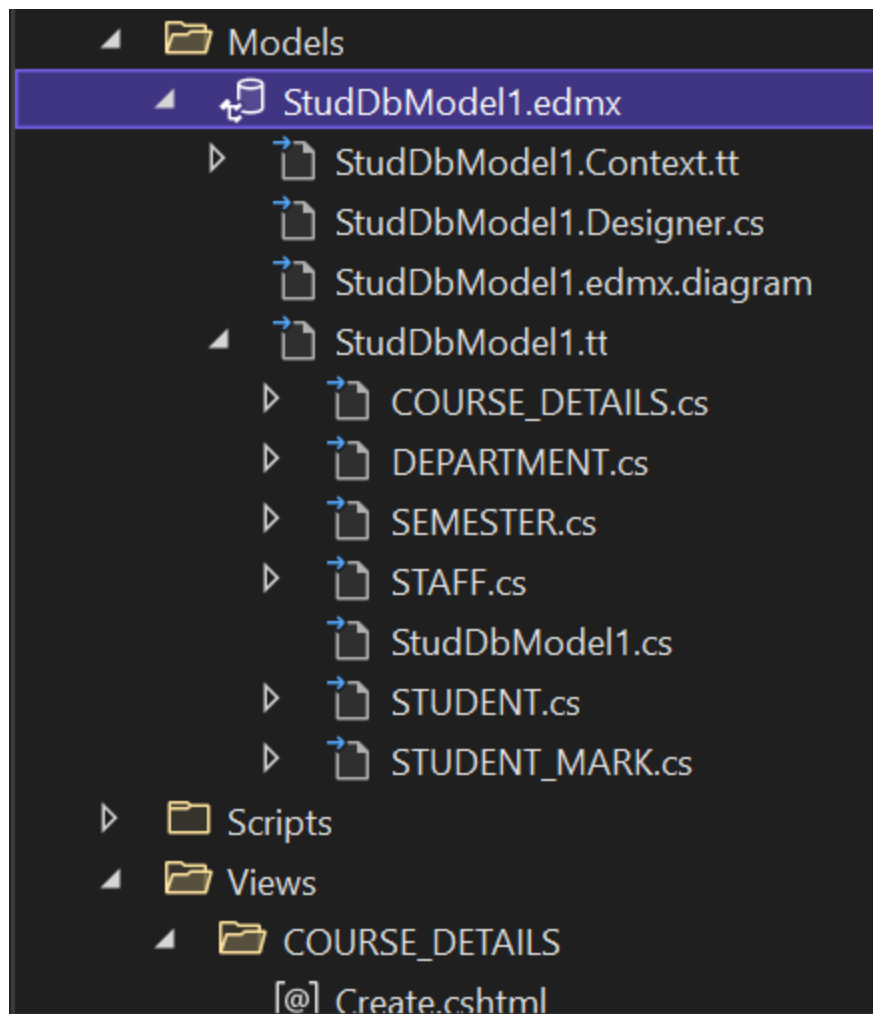 Models
StudDbModel1.edmx
StudDbModel1.Context.tt
StudDbModel1.Designer.cs
StudDbModel1.edmx.diagram
StudDbModel1.tt
COURSE_DETAILS.cs
DEPARTMENT.cs
SEMESTER.cs
STAFF.cs
StudDbModel1.cs
STUDENT.cs
STUDENT_MARK.cs
Scripts
Views
COURSE_DETAILS
[@] Create.cshtml